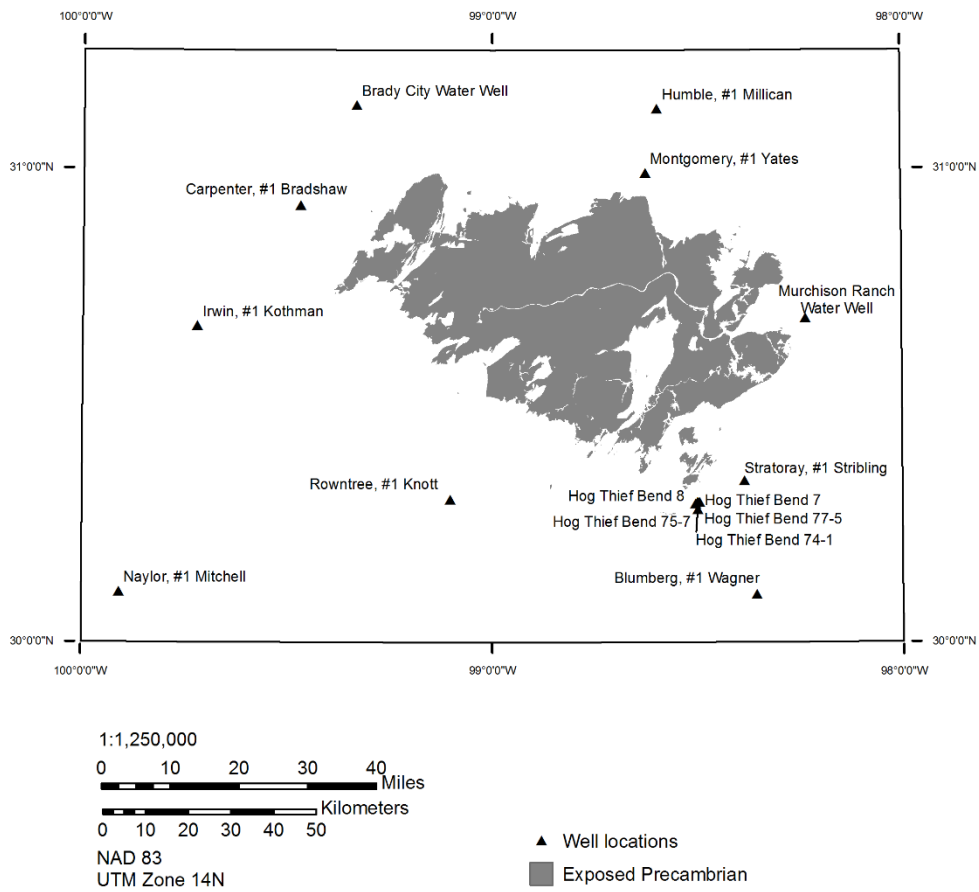 100°0'0"W 99°0'0"W 98°0'0"W
Brady City Water Well
Humble, #1 Millican
31°0'0"N 31°0'0"N
Montgomery, #1 Yates
Carpenter, #1 Bradshaw
Murchison Ranch
Water Well
Irwin, #1 Kothman
Stratoray, #1 Stribling
Rowntree, #1 Knott
Hog Thief Bend 8 Hog Thief Bend 7
Hog Thief Bend 75-7 Hog Thief Bend 77-5
Hog Thief Bend 74-1
Naylor, #1 Mitchell
Blumberg, #1 Wagner
30°0'0"N 30°0'0"N
100°0'0"W 99°0'0"W 98°0'0"W
1:1,250,000
0 10 20 30 40
Miles
Kilometers
0 10 20 30 40 50
NAD 83
UTM Zone 14N
Well locations
Exposed Precambrian